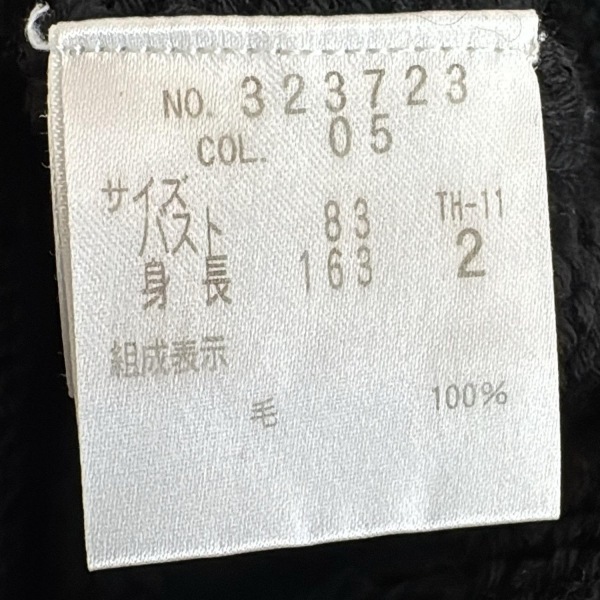 NO. 323723
COL. 05
サイズ
バスト 83 TH-11
身長 163 2
組成表示
毛 100%